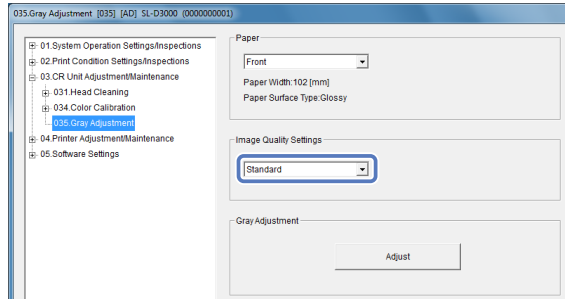 035.Gray Adjustment [035] [AD] SL-D3000 (0000000001)
01.System Operation Settings/Inspections
02.Print Condition Settings/Inspections
03.CR Unit Adjustment/Maintenance
031.Head Cleaning
034.Color Calibration
035.Gray Adjustment
04.Printer Adjustment/Maintenance
05.Software Settings
Paper
Front
Paper Width:102 [mm]
Paper Surface Type:Glossy
Image Quality Settings
Standard
Gray Adjustment
Adjust